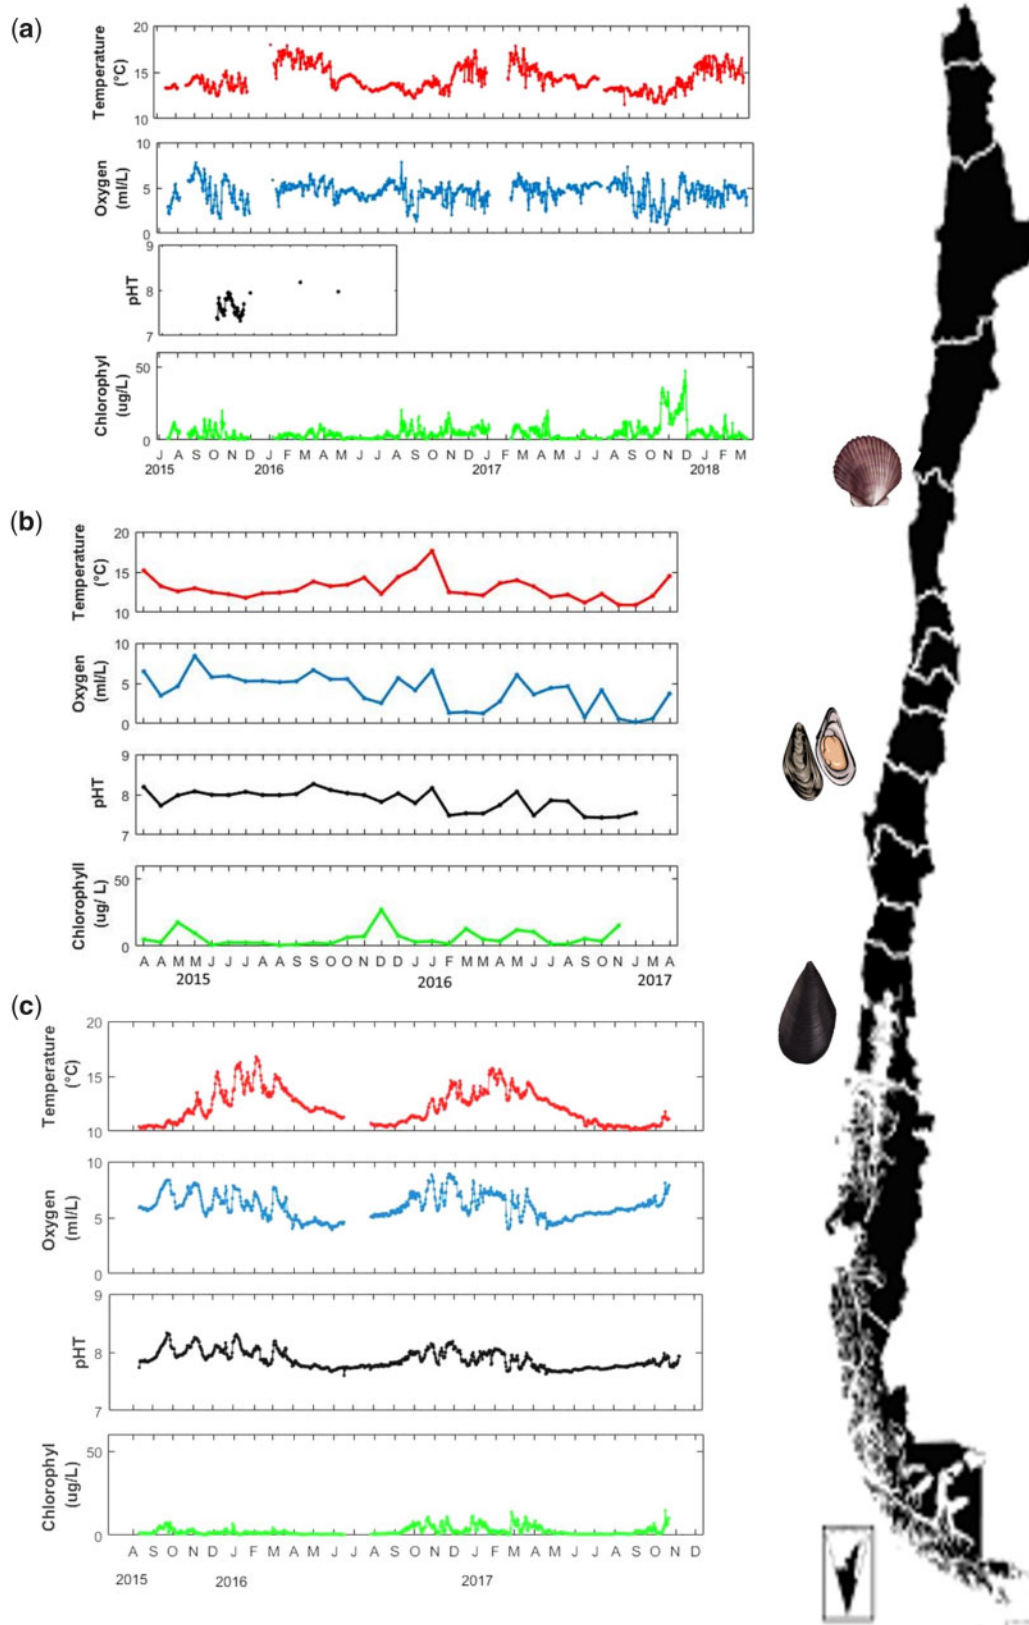 (a)
Temperature
(°C)
20
15
10
Oxygen
(ml/L)
10
5
0
pHT
9
8
7
Chlorophyl
(ug/L)
50
0
J A S O N D J F M A M J J A S O N D J F M A M J J A S O N D J F M
2015 2016 2017 2018
(b)
Temperature
(°C)
20
15
10
Oxygen
(ml/L)
10
5
0
pHT
9
8
7
Chlorophyll
(ug/ L)
50
0
A A M M J J J A A S S O O N D D J J F M M A M J J A S O N J M A
2015 2016 2017
(c)
Temperature
(°C)
20
15
10
Oxygen
(ml/L)
10
5
0
pHT
9
8
7
Chlorophyl
(ug/L)
50
0
A S O N D J F M A M J J A S O N D J F M A M J J A S O N D
2015 2016 2017